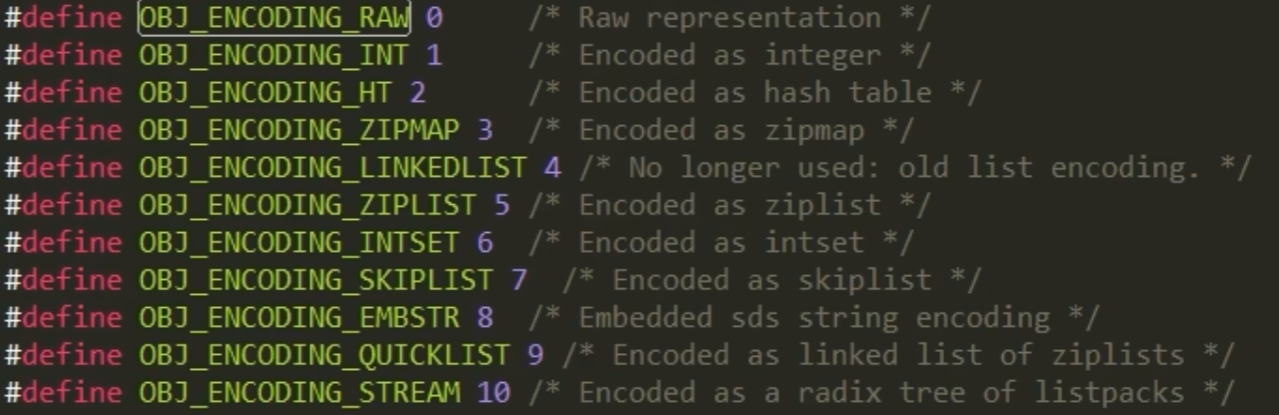 #define OBJ_ENCODING_RAW 0     /* Raw representation */
#define OBJ_ENCODING_INT 1     /* Encoded as integer */
#define OBJ_ENCODING_HT 2      /* Encoded as hash table */
#define OBJ_ENCODING_ZIPMAP 3  /* Encoded as zipmap */
#define OBJ_ENCODING_LINKEDLIST 4 /* No longer used: old list encoding. */
#define OBJ_ENCODING_ZIPLIST 5 /* Encoded as ziplist */
#define OBJ_ENCODING_INTSET 6  /* Encoded as intset */
#define OBJ_ENCODING_SKIPLIST 7  /* Encoded as skiplist */
#define OBJ_ENCODING_EMBSTR 8  /* Embedded sds string encoding */
#define OBJ_ENCODING_QUICKLIST 9 /* Encoded as linked list of ziplists */
#define OBJ_ENCODING_STREAM 10 /* Encoded as a radix tree of listpacks */